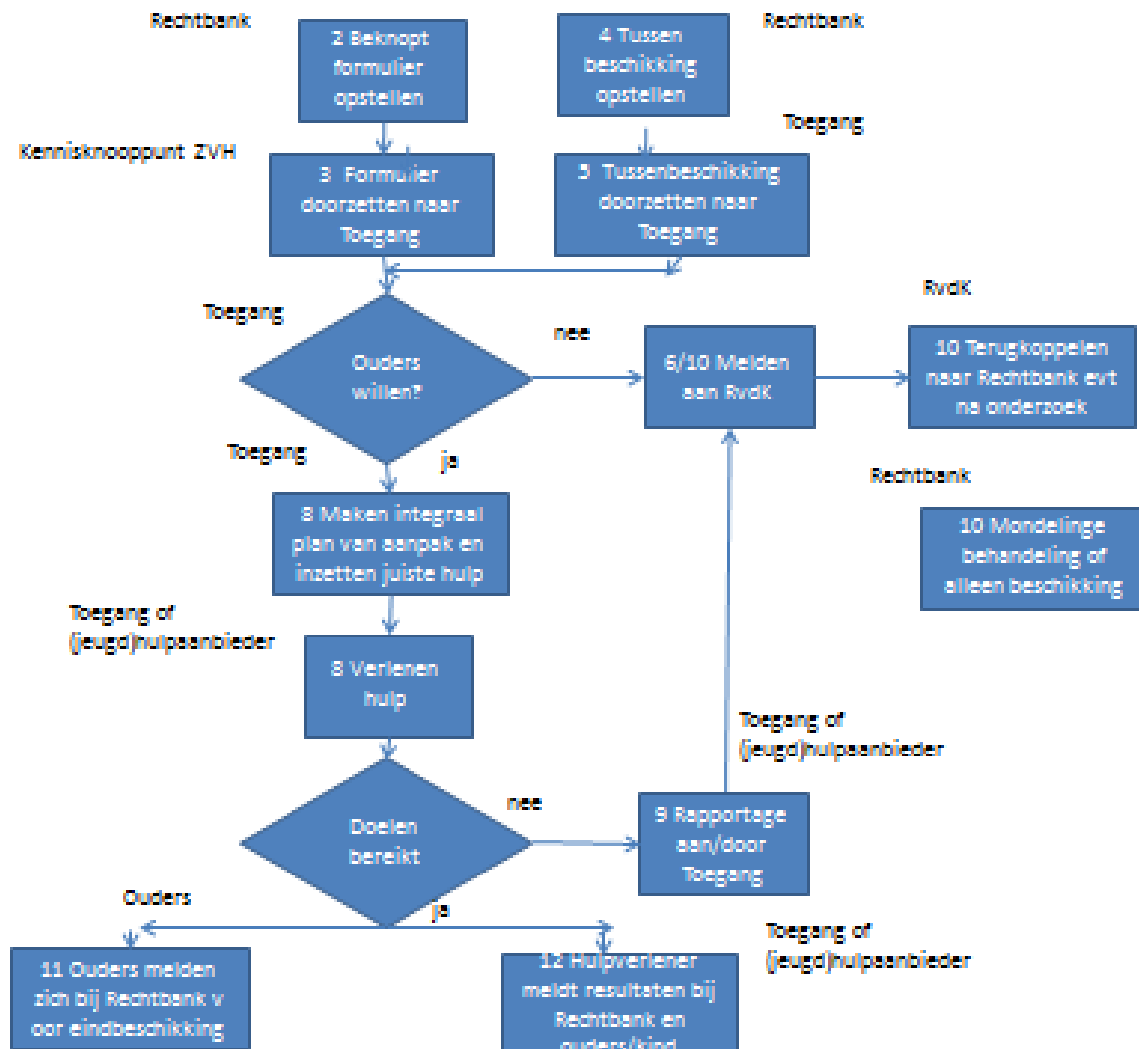 Rechtbank
2 Beknopt
formulier
opstellen
Rechtbank
4 Tussen
beschikking
opstellen
Kennisknooppunt ZVH
3 Formulier
doorzetten naar
Toegang
Toegang
5 Tussenbeschikking
doorzetten naar
Toegang
Toegang
Ouders
willen?
nee
6/10 Melden
aan RvdK
RvdK
10 Terugkoppelen
naar Rechtbank evt
na onderzoek
Toegang
ja
8 Maken integraal
plan van aanpak en
inzetten juiste hulp
Rechtbank
10 Mondelinge
behandeling of
alleen beschikking
Toegang of
(jeugd)hulpaanbieder
8 Verlenen
hulp
Toegang of
(jeugd)hulpaanbieder
Doelen
bereikt
nee
9 Rapportage
aan/door
Toegang
Ouders
ja
11 Ouders melden
zich bij Rechtbank v
oor eindbeschikking
Toegang of
(jeugd)hulpaanbieder
12 Hulpverlener
meldt resultaten bij
Rechtbank en
ouders/kind